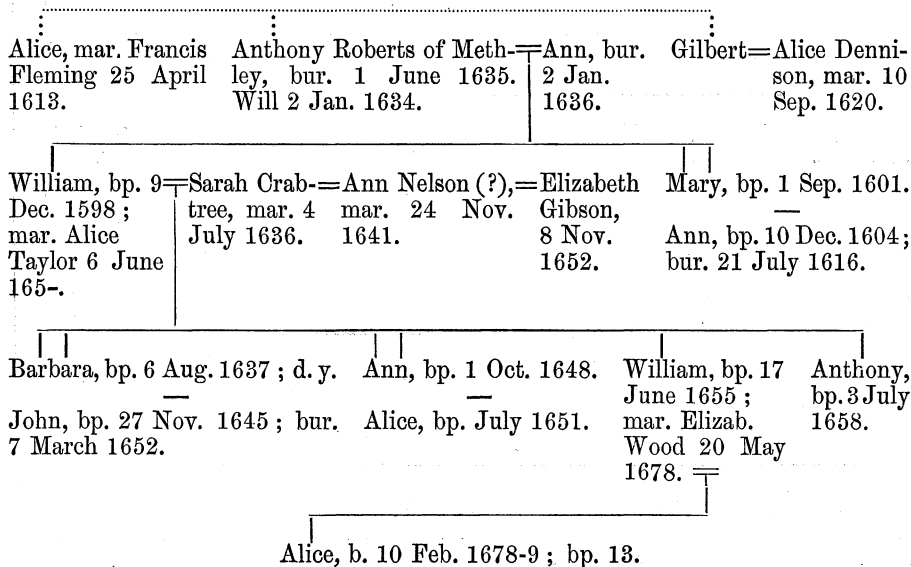 Alice, mar. Francis
Fleming 25 April
1613.
Anthony Roberts of Meth-
ley, bur. 1 June 1635.
Will 2 Jan. 1634.
=Ann, bur.
2 Jan.
1636.
Gilbert=Alice Denni-
son, mar. 10
Sep. 1620.
William, bp. 9
Dec. 1598 ;
mar. Alice
Taylor 6 June
165-.
=Sarah Crab-
tree, mar. 4
July 1636.
=Ann Nelson (?),
mar. 24 Nov.
1641.
=Elizabeth
Gibson,
8 Nov.
1652.
Mary, bp. 1 Sep. 1601.
—
Ann, bp. 10 Dec. 1604 ;
bur. 21 July 1616.
Barbara, bp. 6 Aug. 1637 ; d. y.
—
John, bp. 27 Nov. 1645 ; bur.
7 March 1652.
Ann, bp. 1 Oct. 1648.
—
Alice, bp. July 1651.
William, bp. 17
June 1655 ;
mar. Elizab.
Wood 20 May
1678. =
Anthony,
bp. 3 July
1658.
Alice, b. 10 Feb. 1678-9 ; bp. 13.